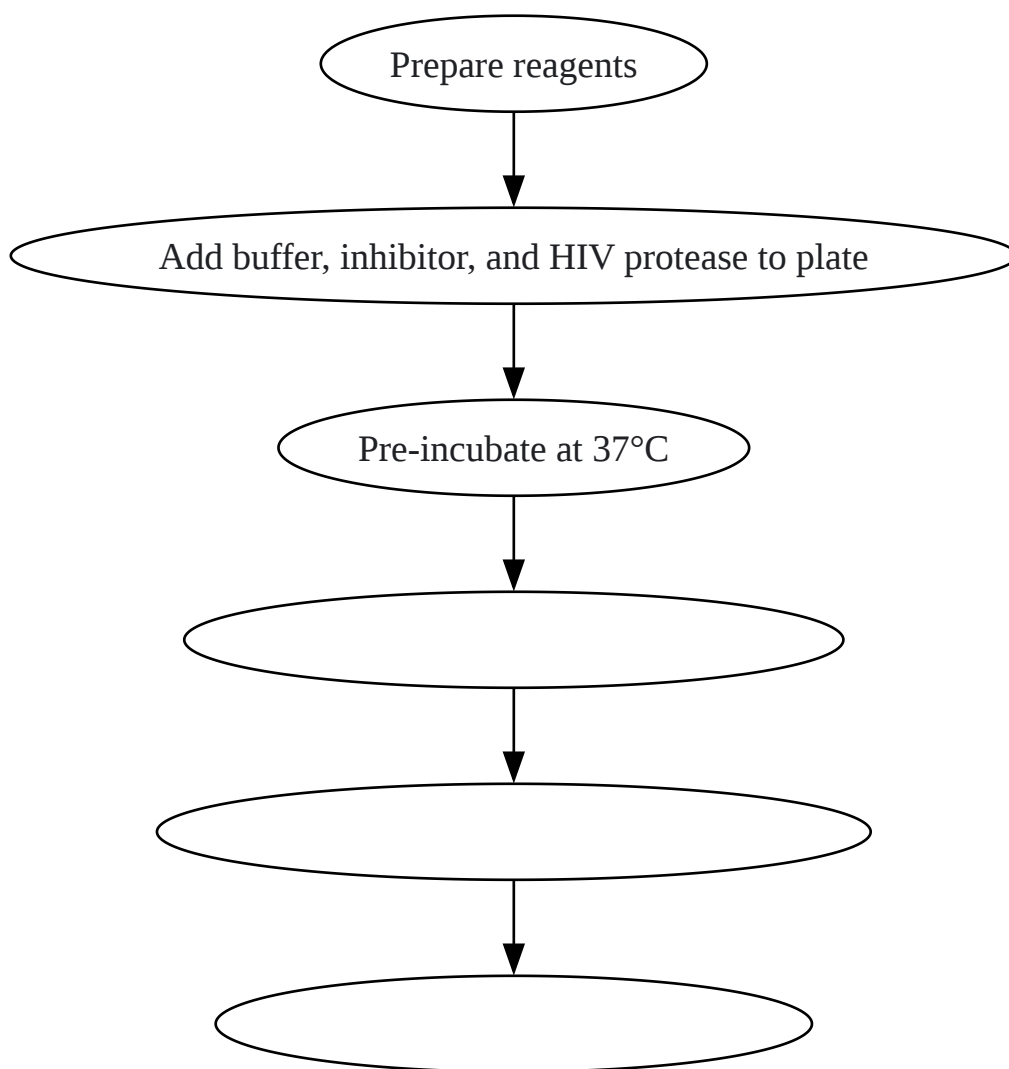 Prepare reagents
Add buffer, inhibitor, and HIV protease to plate
Pre-incubate at 37°C